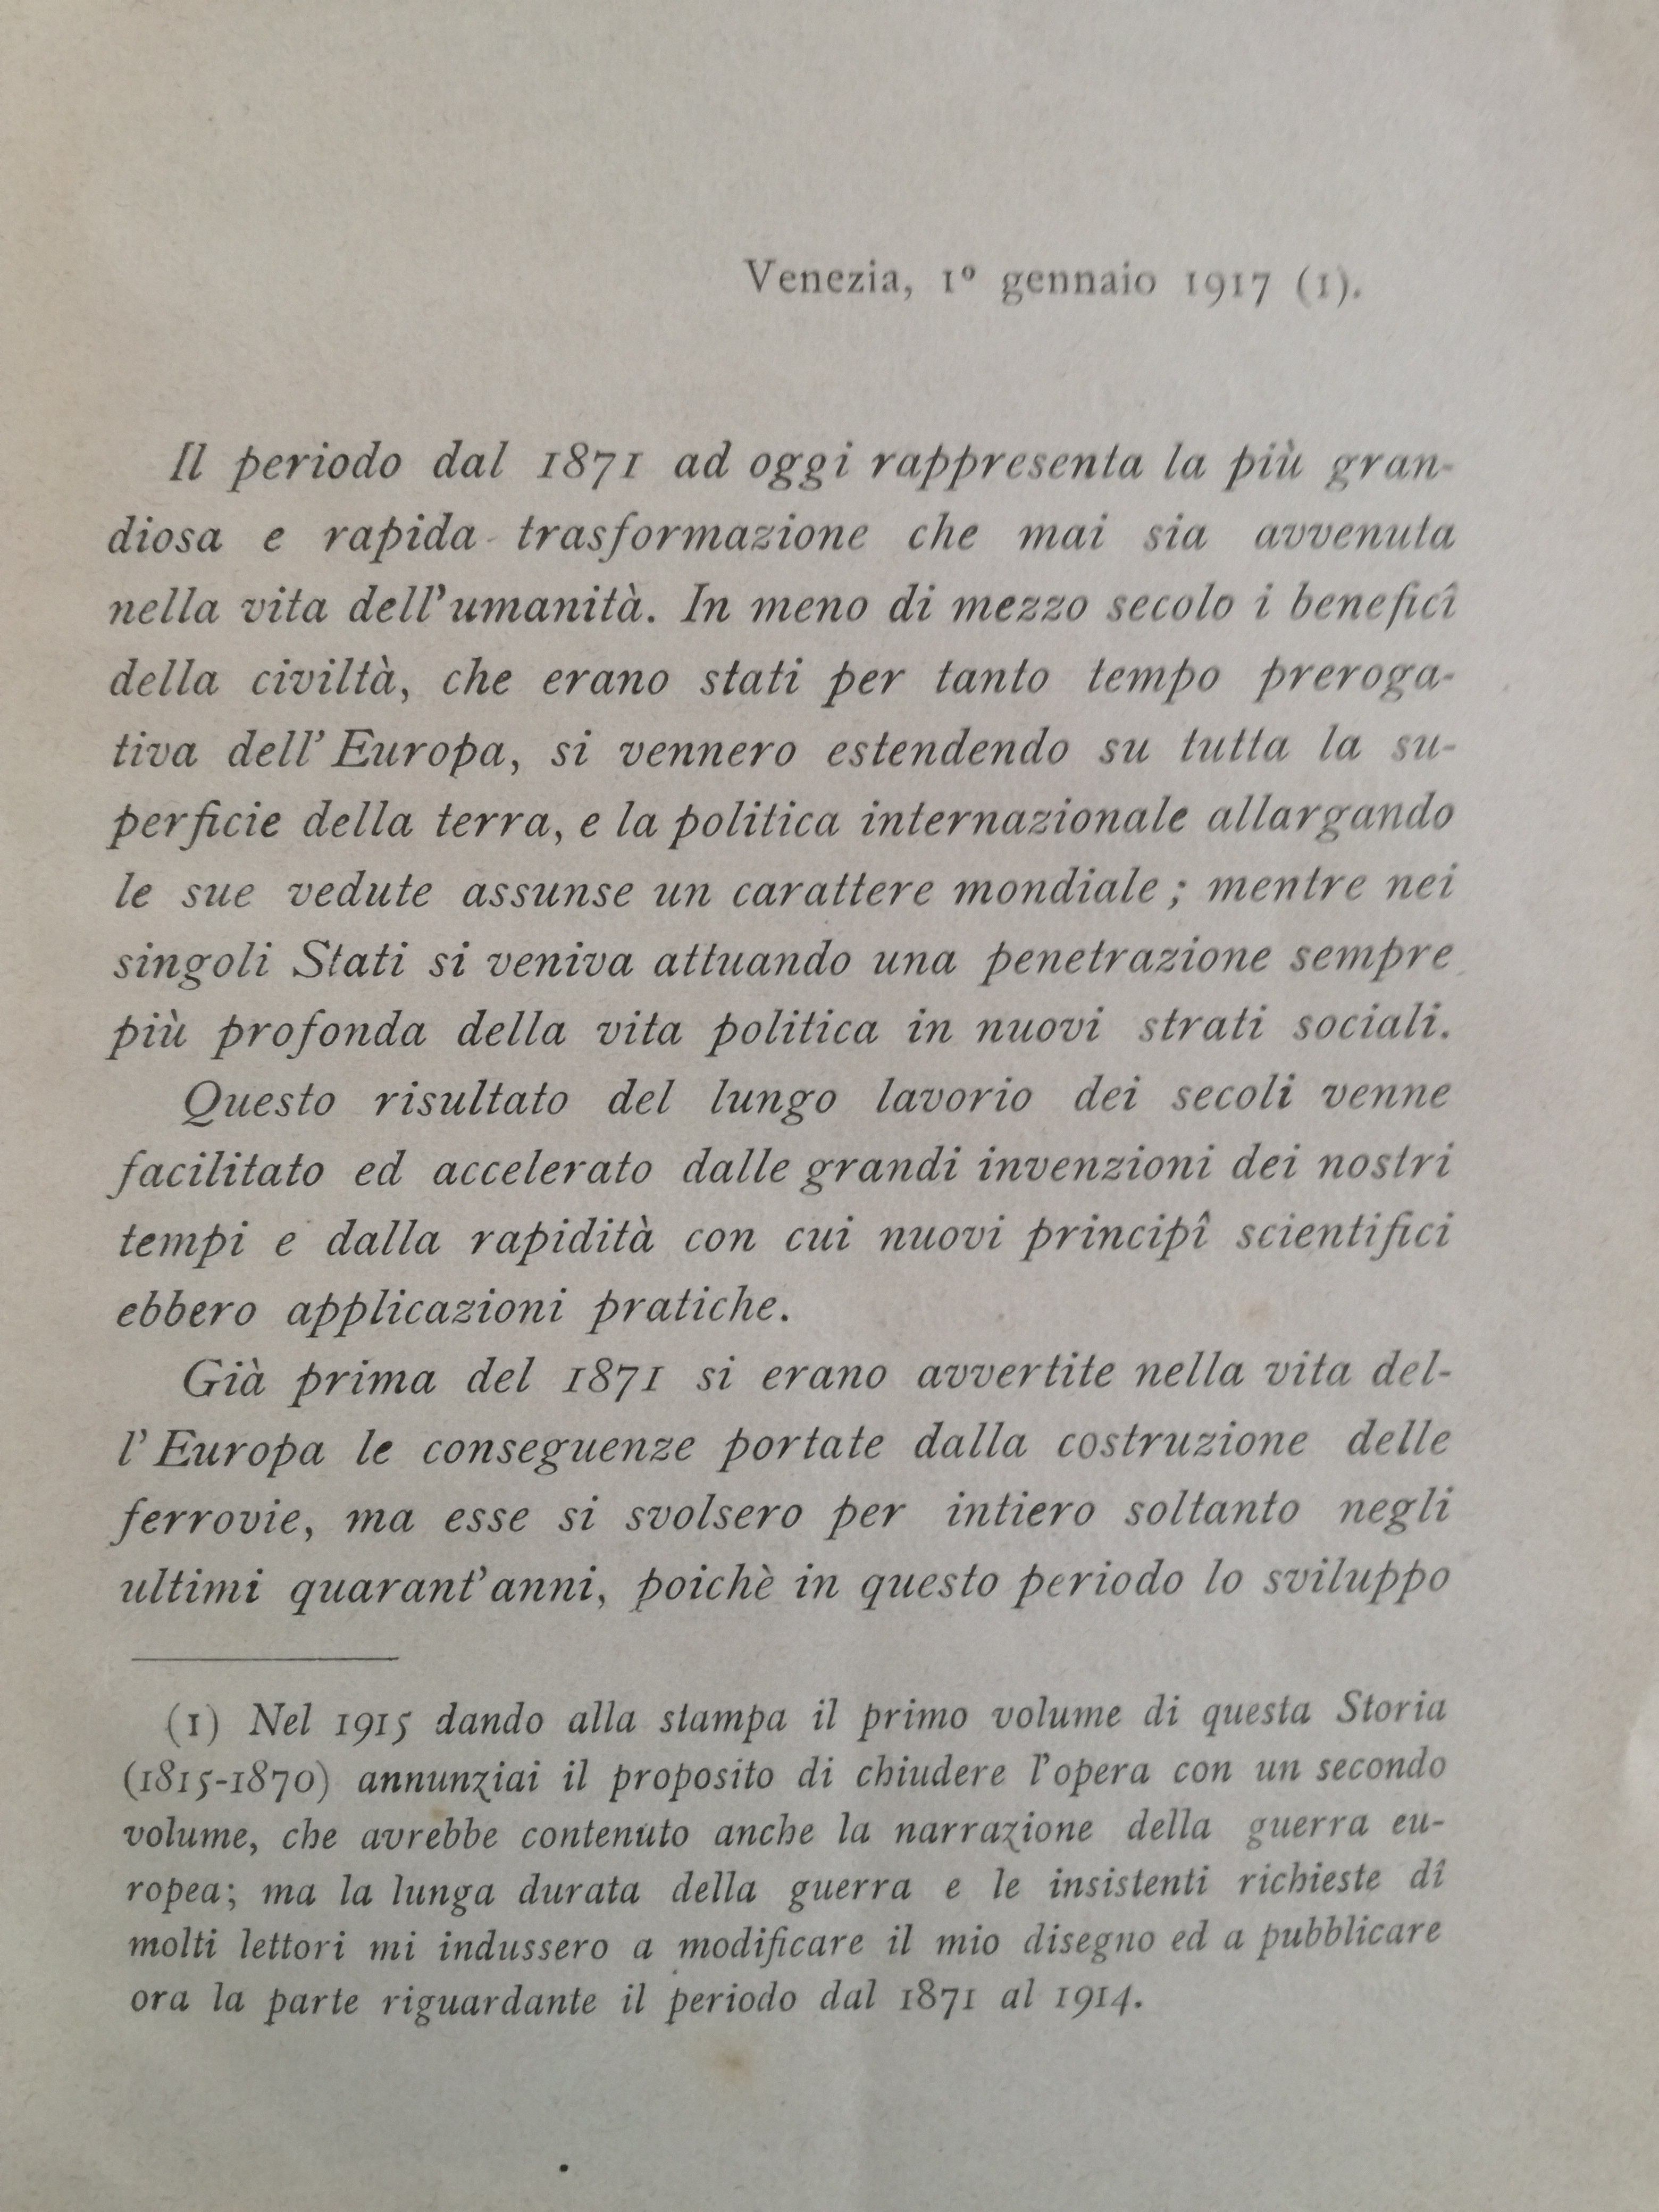 Venezia, 1º gennaio 1917 (1).
Il periodo dal 1871 ad oggi rappresenta la più gran-
diosa e rapida trasformazione che mai sia avvenuta
nella vita dell'umanità. In meno di mezzo secolo i beneficî
della civiltà, che erano stati per tanto tempo preroga-
tiva dell'Europa, si vennero estendendo su tutta la su-
perficie della terra, e la politica internazionale allargando
le sue vedute assunse un carattere mondiale; mentre nei
singoli Stati si veniva attuando una penetrazione sempre
più profonda della vita politica in nuovi strati sociali.
Questo risultato del lungo lavorio dei secoli venne
facilitato ed accelerato dalle grandi invenzioni dei nostri
tempi e dalla rapidità con cui nuovi principî scientifici
ebbero applicazioni pratiche.
Già prima del 1871 si erano avvertite nella vita del-
l'Europa le conseguenze portate dalla costruzione delle
ferrovie, ma esse si svolsero per intiero soltanto negli
ultimi quarant'anni, poichè in questo periodo lo sviluppo
(1) Nel 1915 dando alla stampa il primo volume di questa Storia
(1815-1870) annunziai il proposito di chiudere l'opera con un secondo
volume, che avrebbe contenuto anche la narrazione della guerra eu-
ropea; ma la lunga durata della guerra e le insistenti richieste di
molti lettori mi indussero a modificare il mio disegno ed a pubblicare
ora la parte riguardante il periodo dal 1871 al 1914.